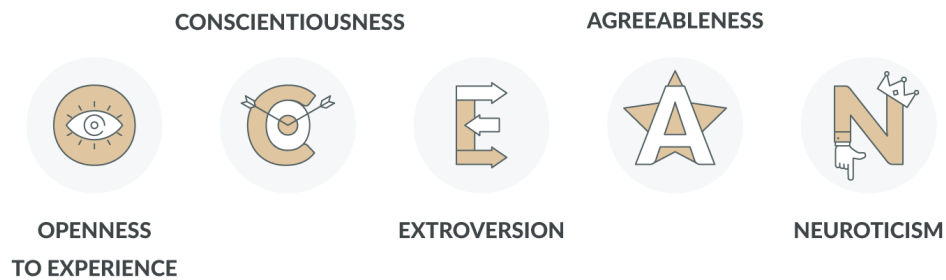 CONSCIENTIOUSNESS
AGREEABLENESS
C
E
A
N
OPENNESS
TO EXPERIENCE
EXTROVERSION
NEUROTICISM